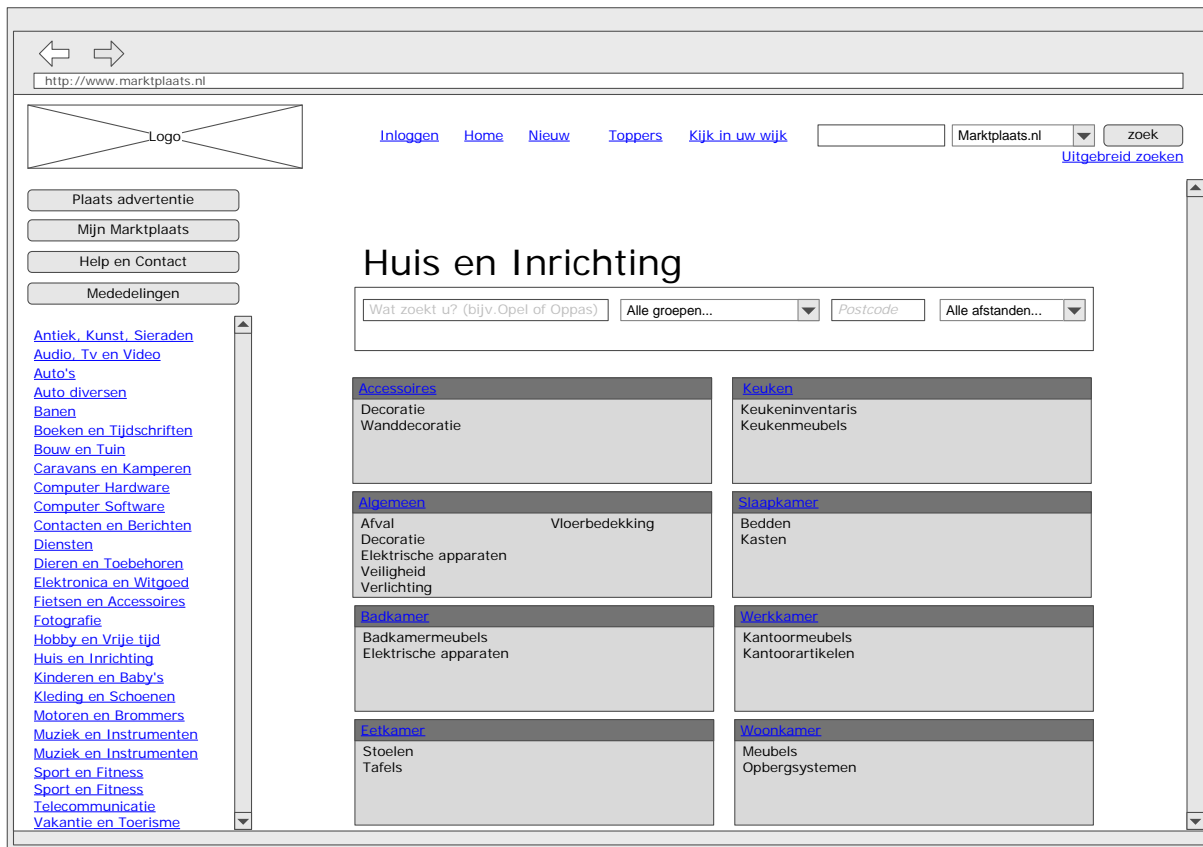 http://www.marktplaats.nl
Logo
Inloggen Home Nieuw Toppers Kijk in uw wijk Marktplaats.nl zoek
Uitgebreid zoeken
Plaats advertentie
Mijn Marktplaats
Help en Contact
Mededelingen
Antiek, Kunst, Sieraden
Audio, Tv en Video
Auto's
Auto diversen
Banen
Boeken en Tijdschriften
Bouw en Tuin
Caravans en Kamperen
Computer Hardware
Computer Software
Contacten en Berichten
Diensten
Dieren en Toebehoren
Elektronica en Witgoed
Fietsen en Accessoires
Fotografie
Hobby en Vrije tijd
Huis en Inrichting
Kinderen en Baby's
Kleding en Schoenen
Motoren en Brommers
Muziek en Instrumenten
Muziek en Instrumenten
Sport en Fitness
Sport en Fitness
Telecommunicatie
Vakantie en Toerisme
Huis en Inrichting
Wat zoekt u? (bijv.Opel of Oppas) Alle groepen... Postcode Alle afstanden...
Accessoires
Decoratie
Wanddecoratie
Keuken
Keukeninventaris
Keukenmeubels
Algemeen
Afval Vloerbedekking
Decoratie
Elektrische apparaten
Veiligheid
Verlichting
Slaapkamer
Bedden
Kasten
Badkamer
Badkamermeubels
Elektrische apparaten
Werkkamer
Kantoormeubels
Kantoorartikelen
Eetkamer
Stoelen
Tafels
Woonkamer
Meubels
Opbergsystemen